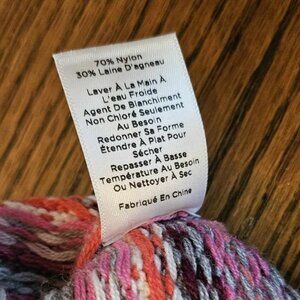 70% Nylon
30% Laine D'agneau
Laver À La Main À
L'eau Froide
Agent De Blanchiment
Non Chloré Seulement
Au Besoin
Redonner Sa Forme
Étendre À Plat Pour
Sécher
Repasser À Basse
Température Au Besoin
Ou Nettoyer À Sec
Fabriqué En Chine